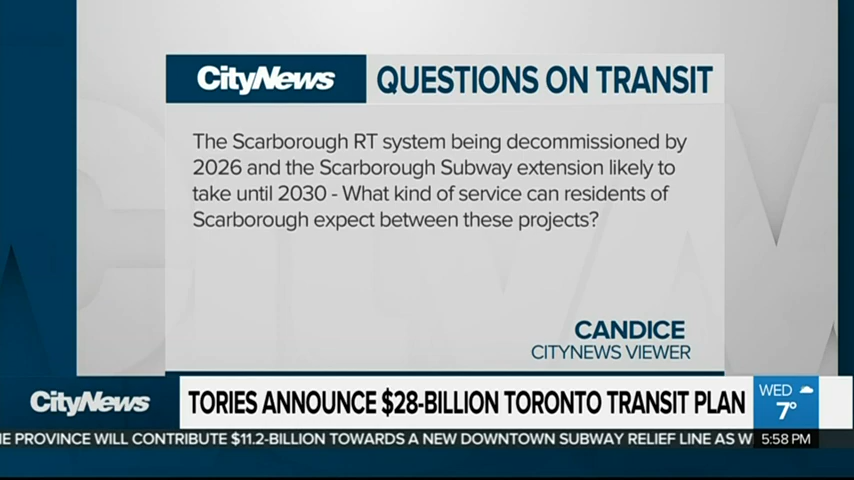 CityNews
QUESTIONS ON TRANSIT
The Scarborough RT system being decommissioned by
2026 and the Scarborough Subway extension likely to
take until 2030 - What kind of service can residents of
Scarborough expect between these projects?
CANDICE
CITYNEWS VIEWER
CityNews
TORIES ANNOUNCE $28-BILLION TORONTO TRANSIT PLAN
WED
7°
PROVINCE WILL CONTRIBUTE $11.2-BILLION TOWARDS A NEW DOWNTOWN SUBWAY RELIEF LINE AS
5:58 PM